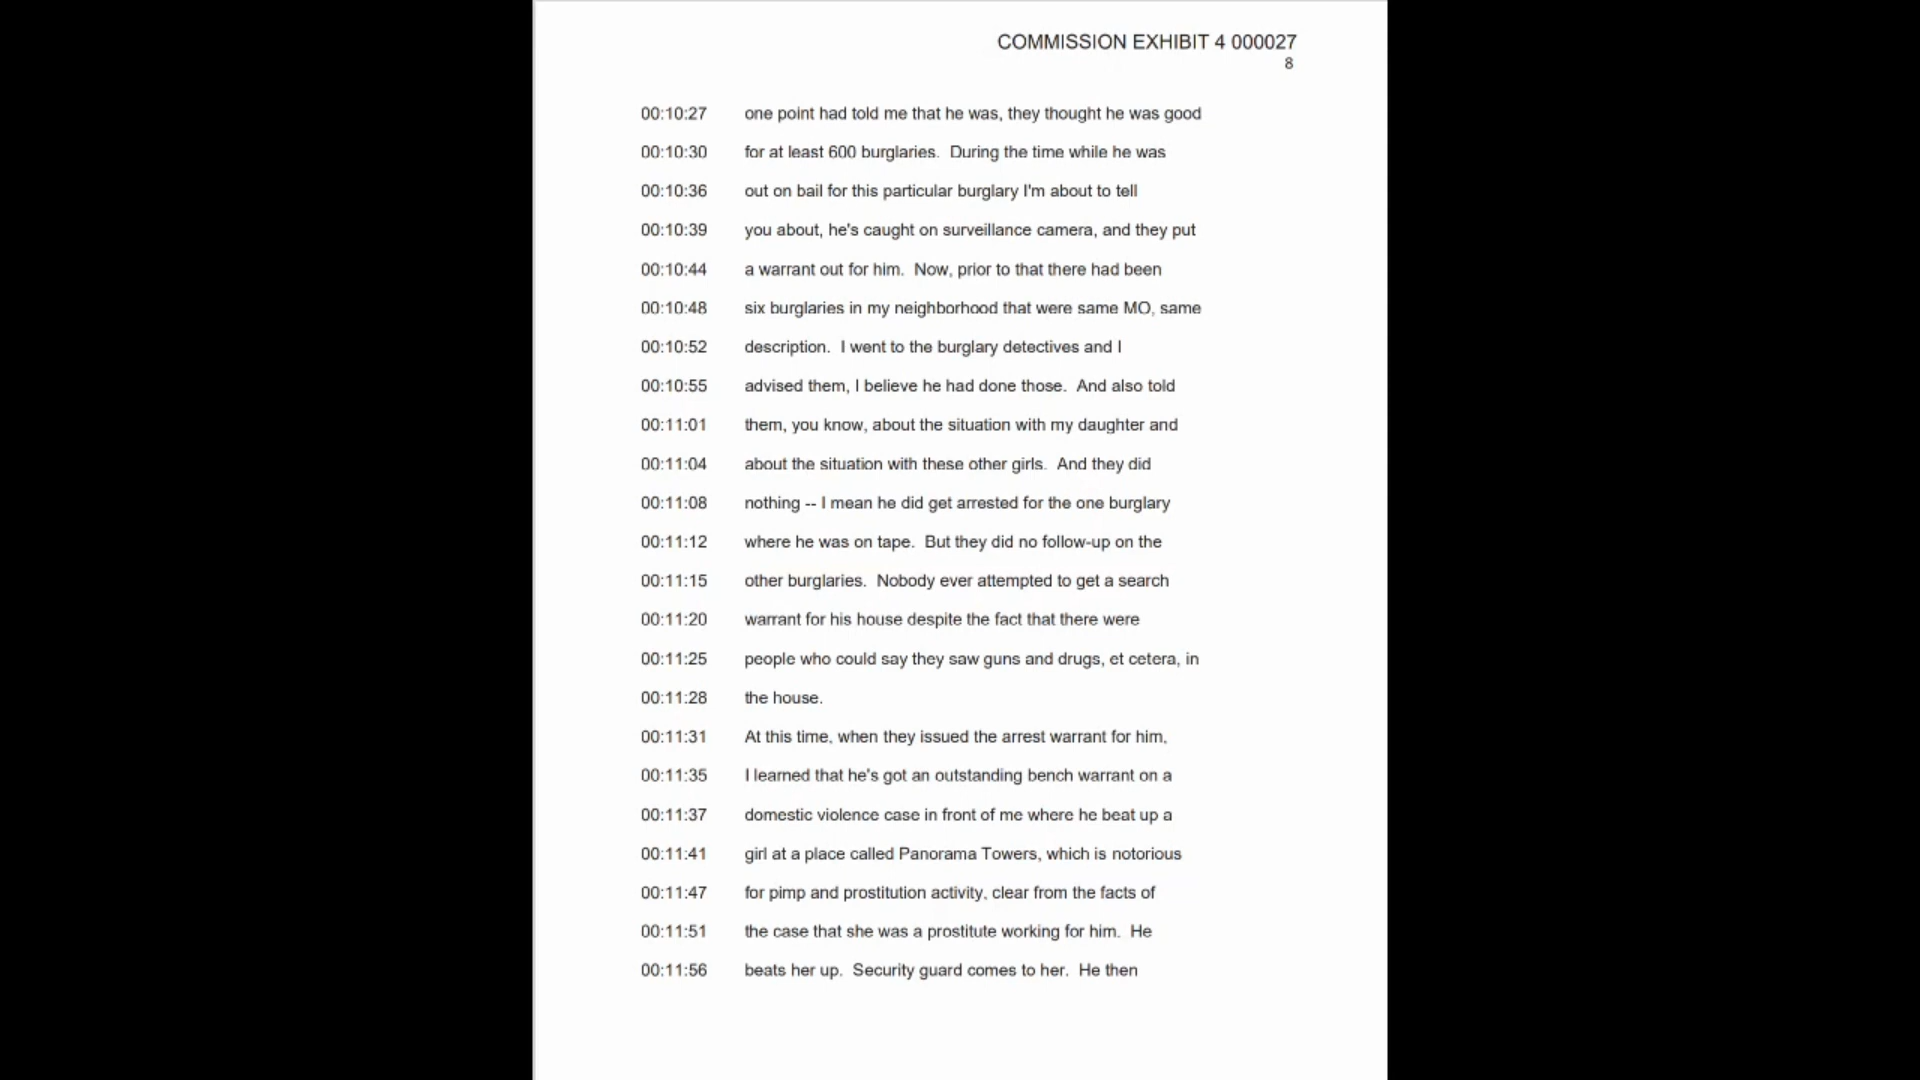 COMMISSION EXHIBIT 4 000027
8
00:10:27 one point had told me that he was, they thought he was good
00:10:30 for at least 600 burglaries. During the time while he was
00:10:36 out on bail for this particular burglary I'm about to tell
00:10:39 you about, he's caught on surveillance camera, and they put
00:10:44 a warrant out for him. Now, prior to that there had been
00:10:48 six burglaries in my neighborhood that were same MO, same
00:10:52 description. I went to the burglary detectives and I
00:10:55 advised them, I believe he had done those. And also told
00:11:01 them, you know, about the situation with my daughter and
00:11:04 about the situation with these other girls. And they did
00:11:08 nothing -- I mean he did get arrested for the one burglary
00:11:12 where he was on tape. But they did no follow-up on the
00:11:15 other burglaries. Nobody ever attempted to get a search
00:11:20 warrant for his house despite the fact that there were
00:11:25 people who could say they saw guns and drugs, et cetera, in
00:11:28 the house.
00:11:31 At this time, when they issued the arrest warrant for him,
00:11:35 I learned that he's got an outstanding bench warrant on a
00:11:37 domestic violence case in front of me where he beat up a
00:11:41 girl at a place called Panorama Towers, which is notorious
00:11:47 for pimp and prostitution activity, clear from the facts of
00:11:51 the case that she was a prostitute working for him. He
00:11:56 beats her up. Security guard comes to her. He then